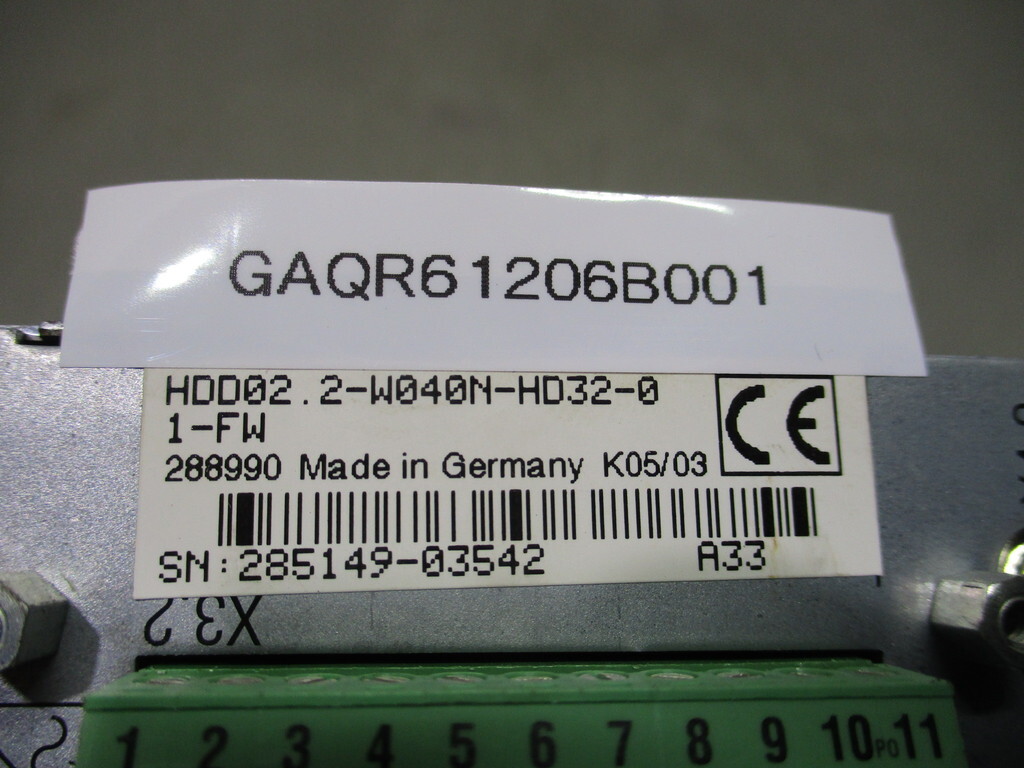 GAQR61206B001
HDD02.2-W040N-HD32-0
1-FW
CE
288990 Made in Germany K05/03
SN:285149-03542 A33
X3
1 2 3 4 5 6 7 8 9 10 PO 11